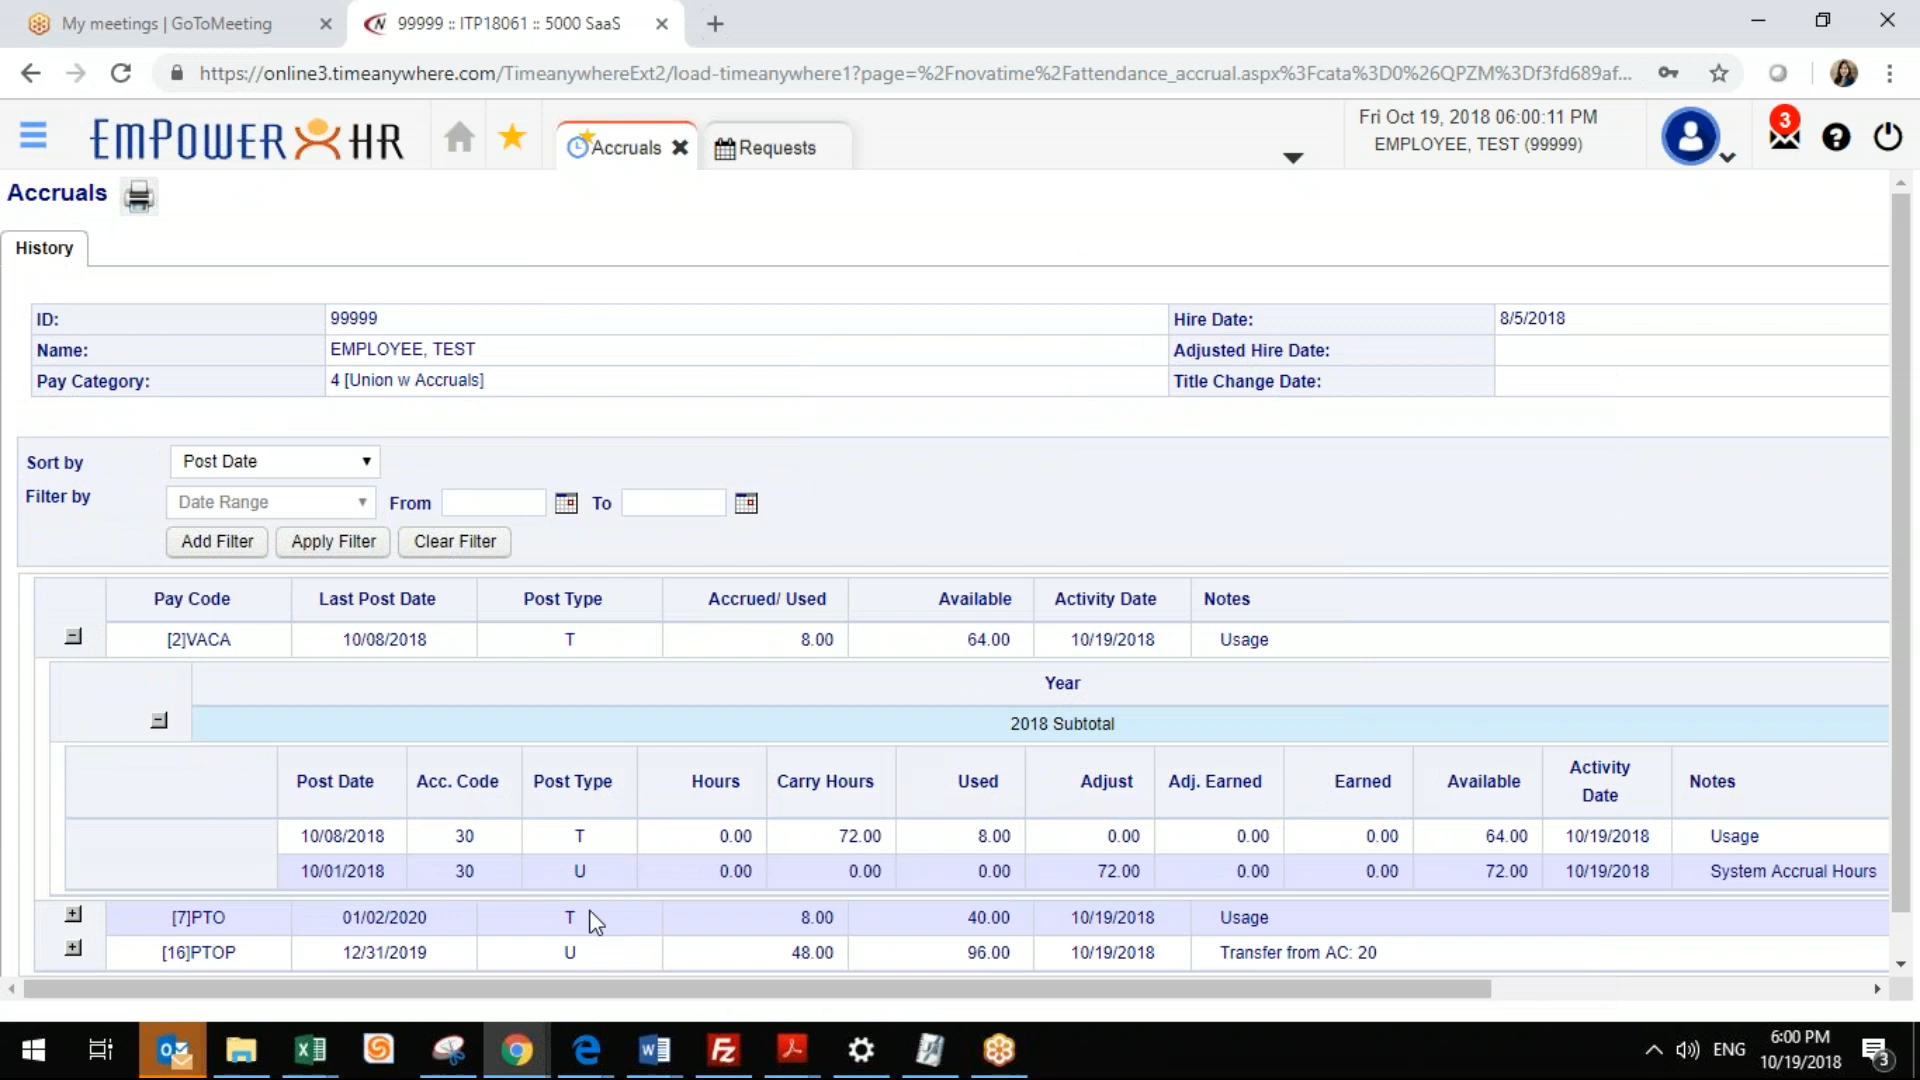 My meetings | GoToMeeting
99999 :: ITP18061 :: 5000 SaaS
https://online3.timeanywhere.com/TimeanywhereExt2/load-timeanywhere1?page=%2Fnovatime%2Fattendance_accrual.aspx%3Fcata%3D0%26QPZM%3Df3fd689af...
EMPOWER HR
Accruals
Requests
Fri Oct 19, 2018 06:00:11 PM
EMPLOYEE, TEST (99999)
3
Accruals
History
ID: 99999 Hire Date: 8/5/2018
Name: EMPLOYEE, TEST Adjusted Hire Date:
Pay Category: 4 [Union w Accruals] Title Change Date:
Sort by Post Date
Filter by Date Range From To
Add Filter Apply Filter Clear Filter
Pay Code Last Post Date Post Type Accrued/ Used Available Activity Date Notes
[2]VACA 10/08/2018 T 8.00 64.00 10/19/2018 Usage
Year
2018 Subtotal
Post Date Acc. Code Post Type Hours Carry Hours Used Adjust Adj. Earned Earned Available Activity Date Notes
10/08/2018 30 T 0.00 72.00 8.00 0.00 0.00 0.00 64.00 10/19/2018 Usage
10/01/2018 30 U 0.00 0.00 0.00 72.00 0.00 0.00 72.00 10/19/2018 System Accrual Hours
[7]PTO 01/02/2020 T 8.00 40.00 10/19/2018 Usage
[16]PTOP 12/31/2019 U 48.00 96.00 10/19/2018 Transfer from AC: 20
ENG
6:00 PM
10/19/2018
3